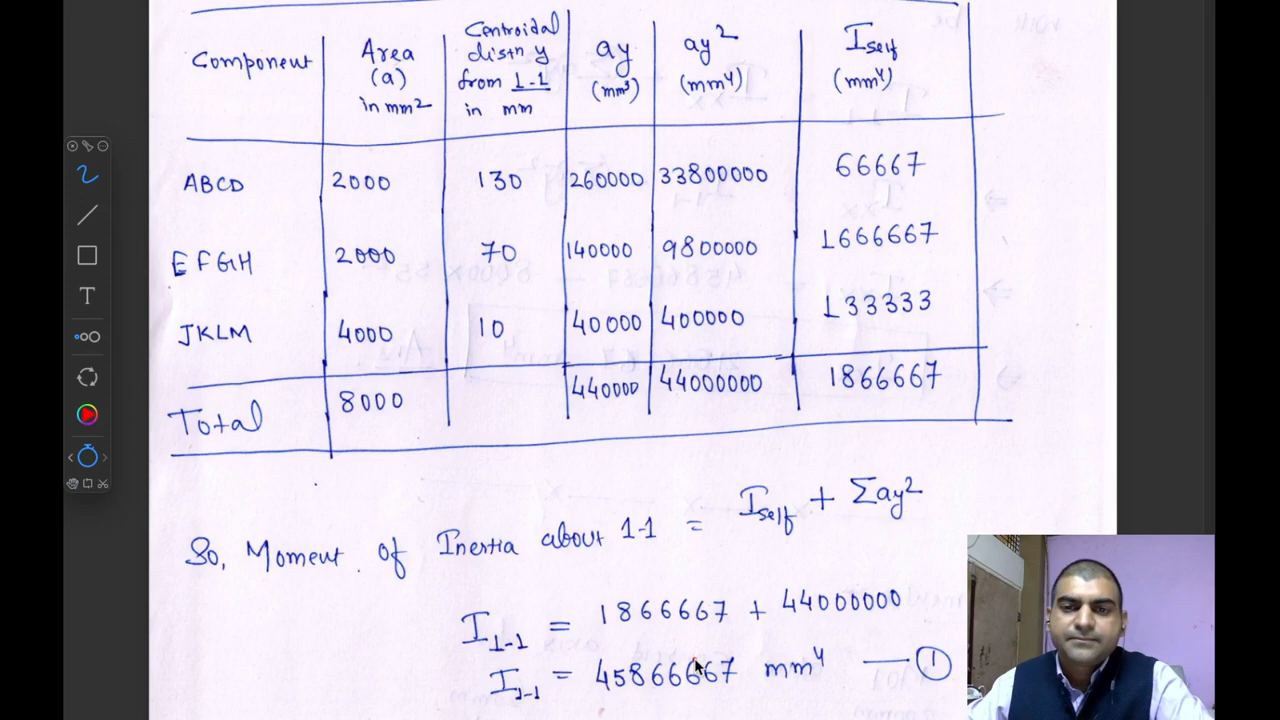 Component | Area (a) in mm2 | Centroidal distn y from 1-1 in mm | ay (mm³) | ay² (mm⁴) | Iself (mm⁴)
ABCD | 2000 | 130 | 260000 | 33800000 | 66667
EFGH | 2000 | 70 | 140000 | 9800000 | 1666667
JKLM | 4000 | 10 | 40000 | 400000 | 133333
Total | 8000 | | 440000 | 44000000 | 1866667
So, Moment of Inertia about 1-1 = Iself + Σay²
I1-1 = 1866667 + 44000000
I1-1 = 45866667 mm⁴ — ①
T